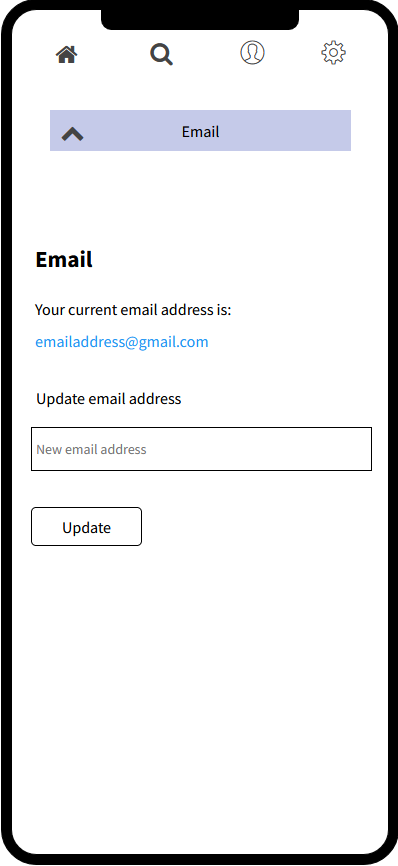 Email
Email
Your current email address is:
emailaddress@gmail.com
Update email address
New email address
Update